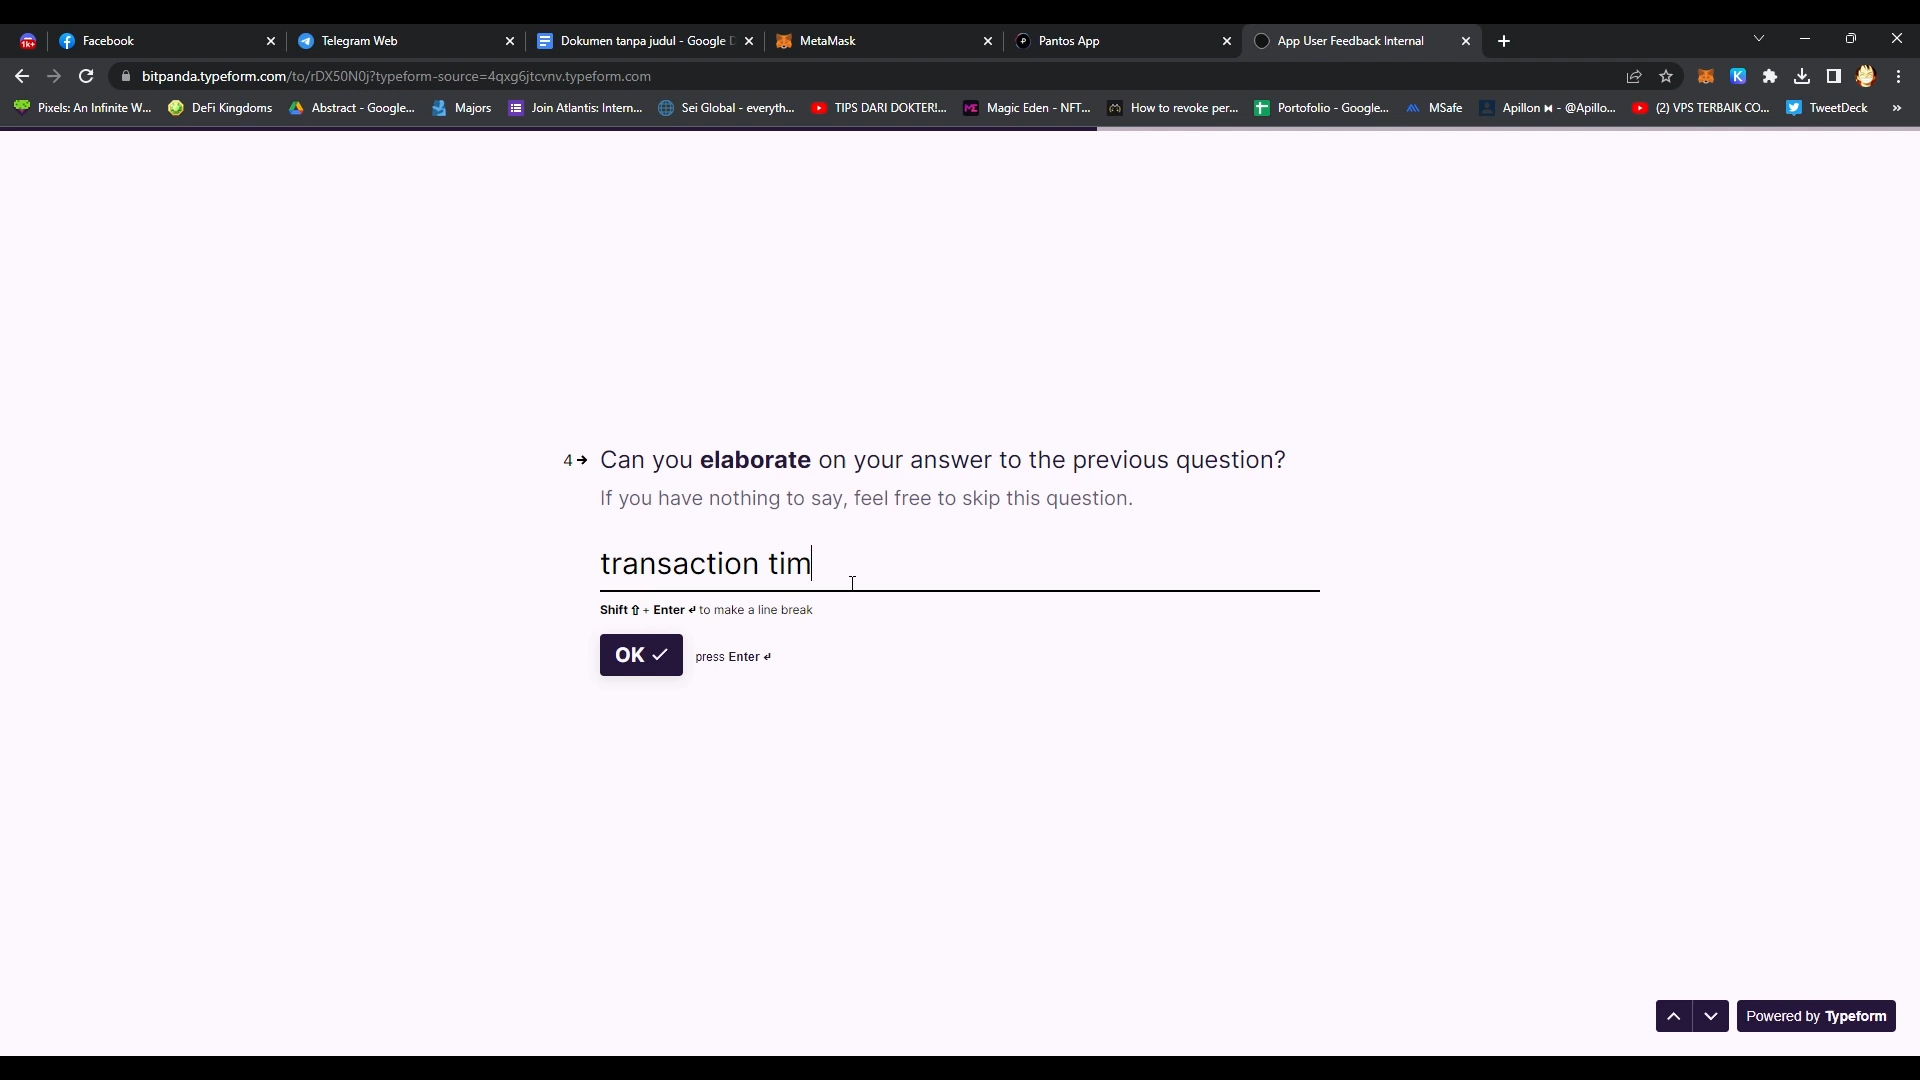 1k+
Facebook
Telegram Web
Dokumen tanpa judul - Google D
MetaMask
Pantos App
App User Feedback Internal
bitpanda.typeform.com/to/rDX50N0j?typeform-source=4qxg6jtcvnv.typeform.com
Pixels: An Infinite W...
DeFi Kingdoms
Abstract - Google...
Majors
Join Atlantis: Intern...
Sei Global - everyth...
TIPS DARI DOKTER!...
Magic Eden - NFT...
How to revoke per...
Portofolio - Google...
MSafe
Apillon ⧓ - @Apillo...
(2) VPS TERBAIK CO...
TweetDeck
»
4→ Can you elaborate on your answer to the previous question?
If you have nothing to say, feel free to skip this question.
transaction tim
Shift ⇧ + Enter ↵ to make a line break
OK ✓ press Enter ↵
Powered by Typeform